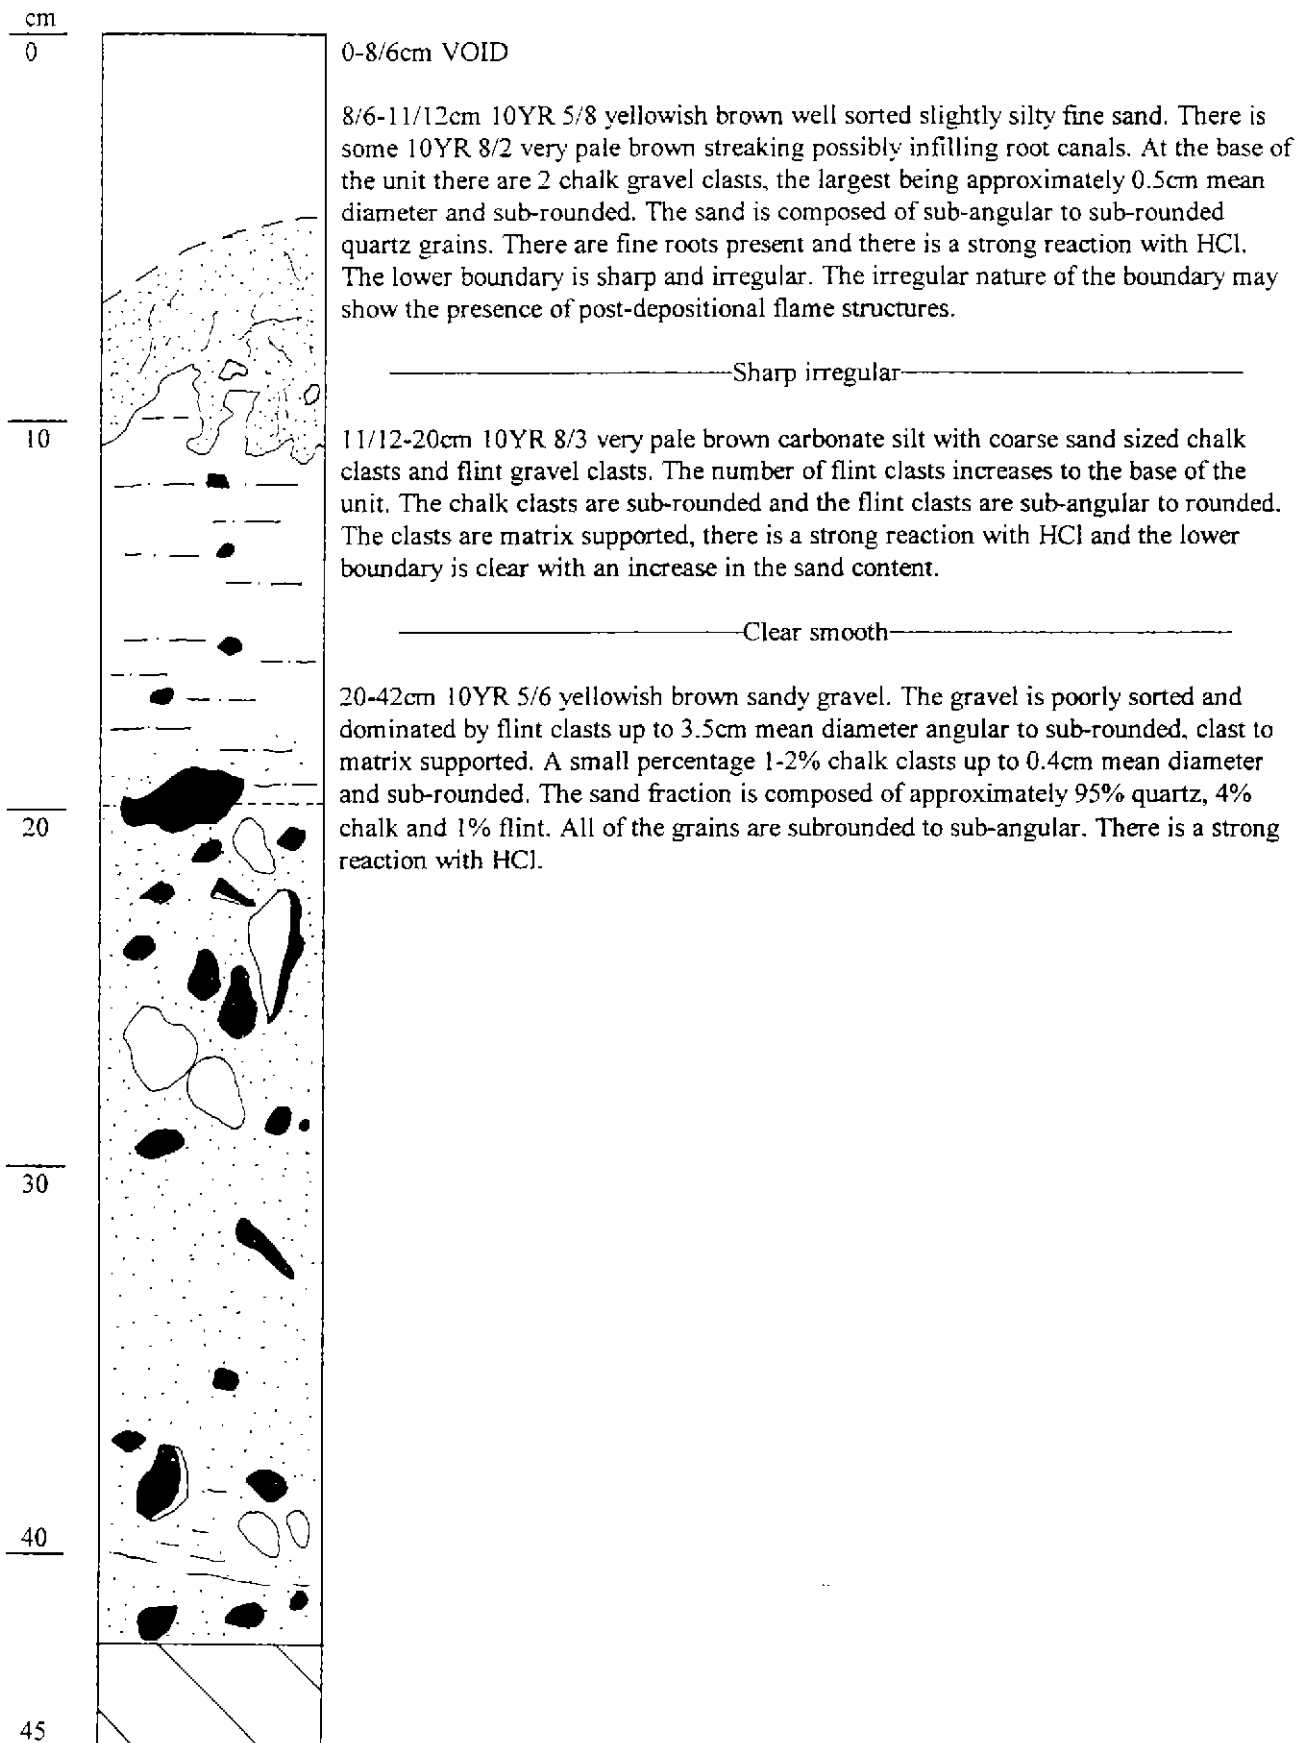 cm
0
0-8/6cm VOID
8/6-11/12cm 10YR 5/8 yellowish brown well sorted slightly silty fine sand. There is
some 10YR 8/2 very pale brown streaking possibly infilling root canals. At the base of
the unit there are 2 chalk gravel clasts, the largest being approximately 0.5cm mean
diameter and sub-rounded. The sand is composed of sub-angular to sub-rounded
quartz grains. There are fine roots present and there is a strong reaction with HCl.
The lower boundary is sharp and irregular. The irregular nature of the boundary may
show the presence of post-depositional flame structures.
Sharp irregular
10
11/12-20cm 10YR 8/3 very pale brown carbonate silt with coarse sand sized chalk
clasts and flint gravel clasts. The number of flint clasts increases to the base of the
unit. The chalk clasts are sub-rounded and the flint clasts are sub-angular to rounded.
The clasts are matrix supported, there is a strong reaction with HCl and the lower
boundary is clear with an increase in the sand content.
Clear smooth
20-42cm 10YR 5/6 yellowish brown sandy gravel. The gravel is poorly sorted and
dominated by flint clasts up to 3.5cm mean diameter angular to sub-rounded, clast to
matrix supported. A small percentage 1-2% chalk clasts up to 0.4cm mean diameter
and sub-rounded. The sand fraction is composed of approximately 95% quartz, 4%
chalk and 1% flint. All of the grains are subrounded to sub-angular. There is a strong
reaction with HCl.
20
30
40
45